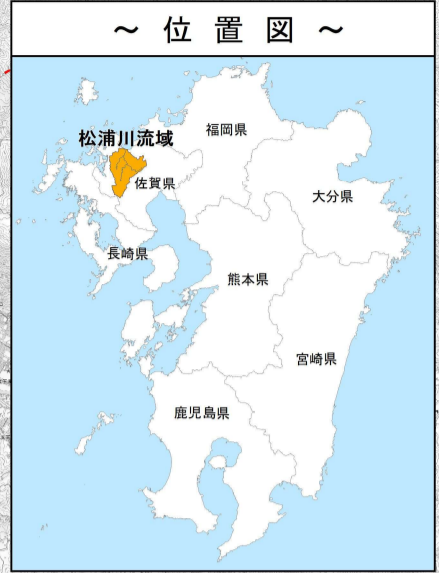 ～ 位 置 図 ～
福岡県
松浦川流域
佐賀県
大分県
長崎県
熊本県
宮崎県
鹿児島県